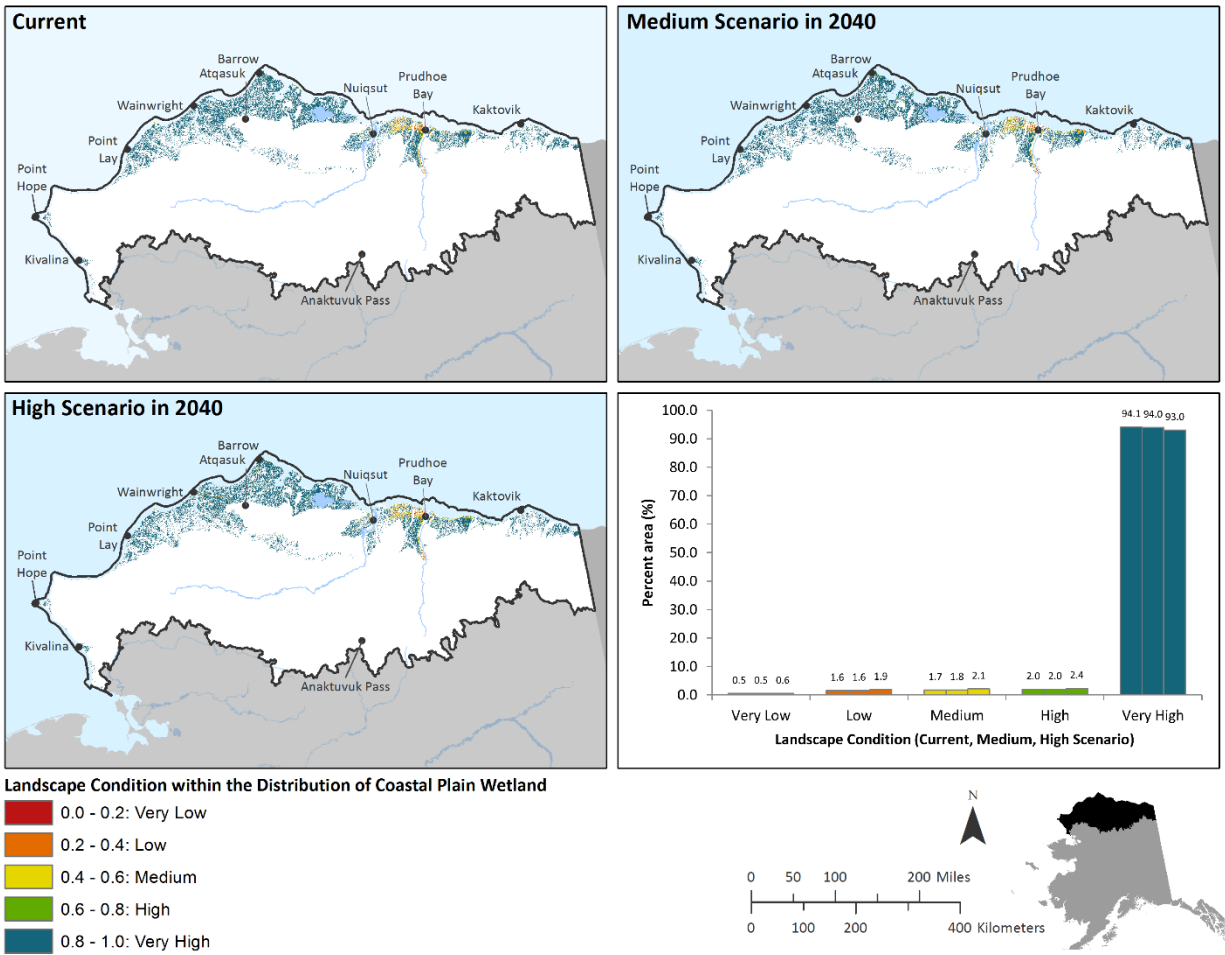 Current
Barrow
Atqasuk
Wainwright
Nuiqsut
Prudhoe
Bay
Kaktovik
Point
Lay
Point
Hope
Kivalina
Anaktuvuk Pass
Medium Scenario in 2040
Barrow
Atqasuk
Wainwright
Nuiqsut
Prudhoe
Bay
Kaktovik
Point
Lay
Point
Hope
Kivalina
Anaktuvuk Pass
High Scenario in 2040
Barrow
Atqasuk
Wainwright
Nuiqsut
Prudhoe
Bay
Kaktovik
Point
Lay
Point
Hope
Kivalina
Anaktuvuk Pass
Percent area (%)
100.0
90.0
80.0
70.0
60.0
50.0
40.0
30.0
20.0
10.0
0.0
0.5 0.5 0.6
1.6 1.6 1.9
1.7 1.8 2.1
2.0 2.0 2.4
94.1 94.0 93.0
Very Low Low Medium High Very High
Landscape Condition (Current, Medium, High Scenario)
Landscape Condition within the Distribution of Coastal Plain Wetland
0.0 - 0.2: Very Low
0.2 - 0.4: Low
0.4 - 0.6: Medium
0.6 - 0.8: High
0.8 - 1.0: Very High
N
0 50 100 200 Miles
0 100 200 400 Kilometers